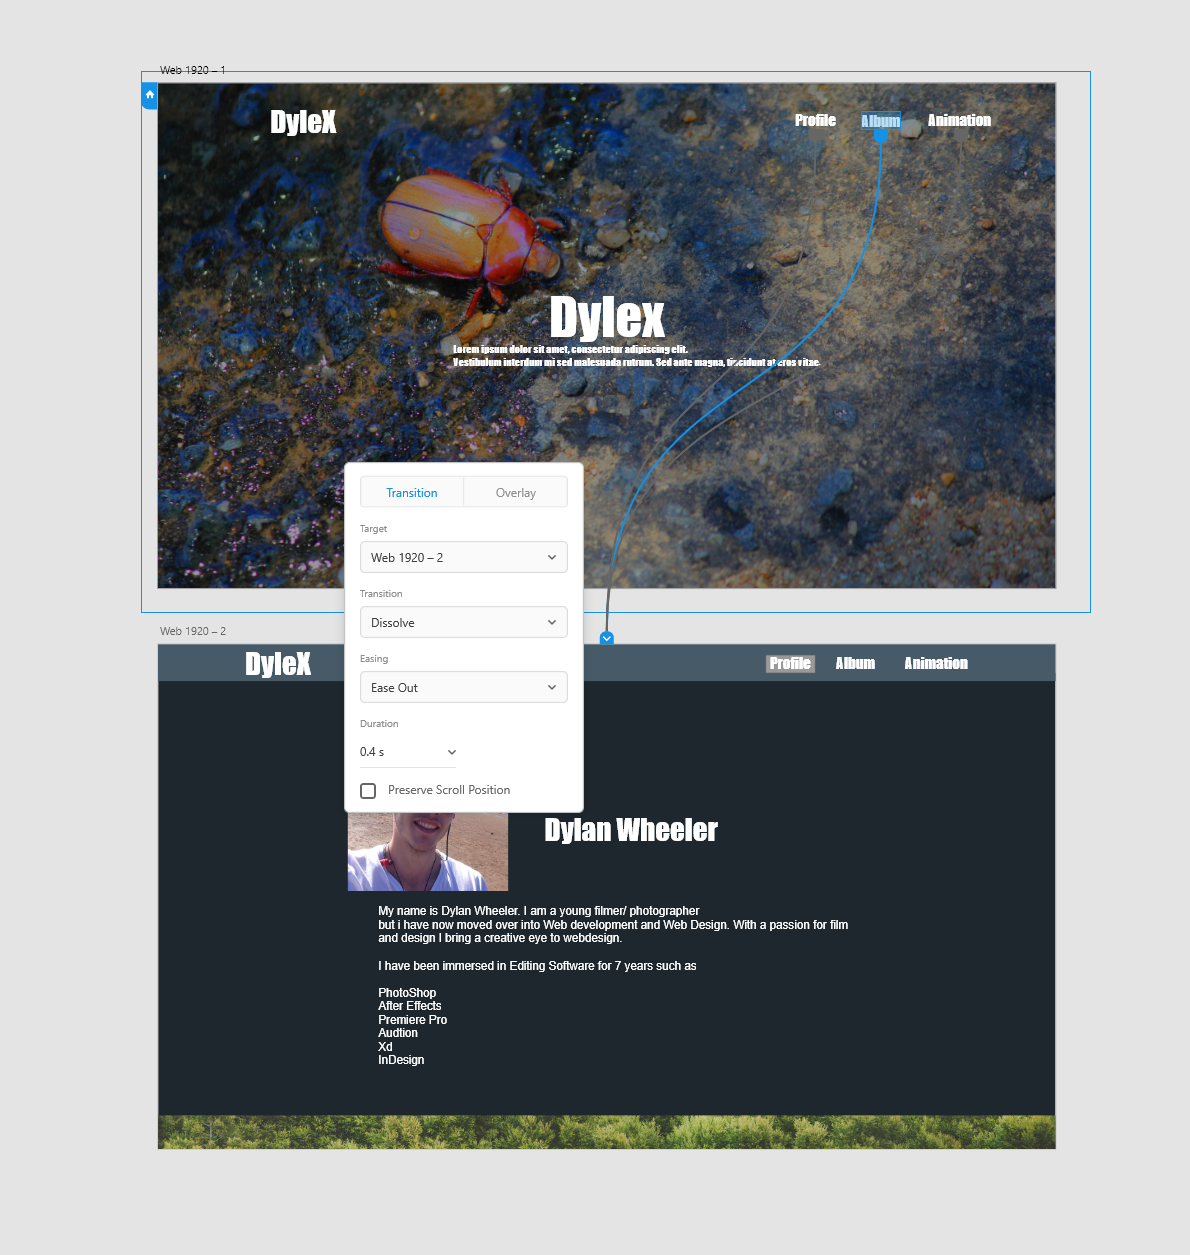 Web 1920 – 1
DyleX
Profile Album Animation
Dylex
Lorem ipsum dolor sit amet, consectetur adipiscing elit.
Vestibulum interdum mi sed malesuada rutrum. Sed ante magna, tincidunt at eros vitae.
Transition Overlay
Target
Web 1920 – 2
Transition
Dissolve
Easing
Ease Out
Duration
0.4 s
Preserve Scroll Position
Web 1920 – 2
DyleX
Profile Album Animation
Dylan Wheeler
My name is Dylan Wheeler. I am a young filmer/ photographer
but i have now moved over into Web development and Web Design. With a passion for film
and design I bring a creative eye to webdesign.
I have been immersed in Editing Software for 7 years such as
PhotoShop
After Effects
Premiere Pro
Audtion
Xd
InDesign